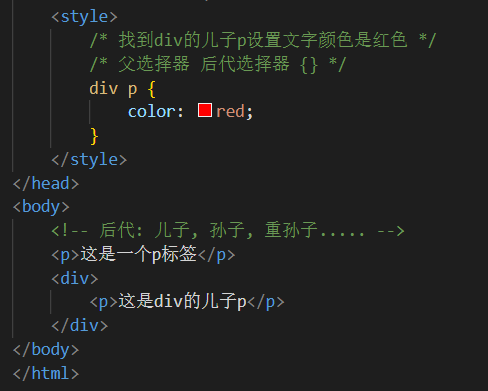 <style>
/* 找到div的儿子p设置文字颜色是红色 */
/* 父选择器 后代选择器 {} */
div p {
color: red;
}
</style>
</head>
<body>
<!-- 后代: 儿子, 孙子, 重孙子..... -->
<p>这是一个p标签</p>
<div>
<p>这是div的儿子p</p>
</div>
</body>
</html>